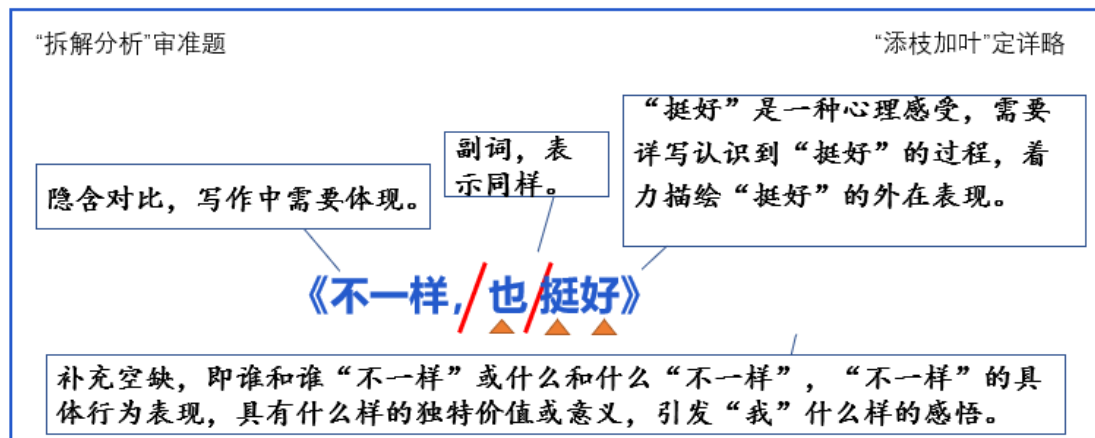 “拆解分析”审准题
“添枝加叶”定详略
“挺好”是一种心理感受，需要
详写认识到“挺好”的过程，着
力描绘“挺好”的外在表现。
副词，表
示同样。
隐含对比，写作中需要体现。
《不一样，也挺好》
补充空缺，即谁和谁“不一样”或什么和什么“不一样”，“不一样”的具
体行为表现，具有什么样的独特价值或意义，引发“我”什么样的感悟。